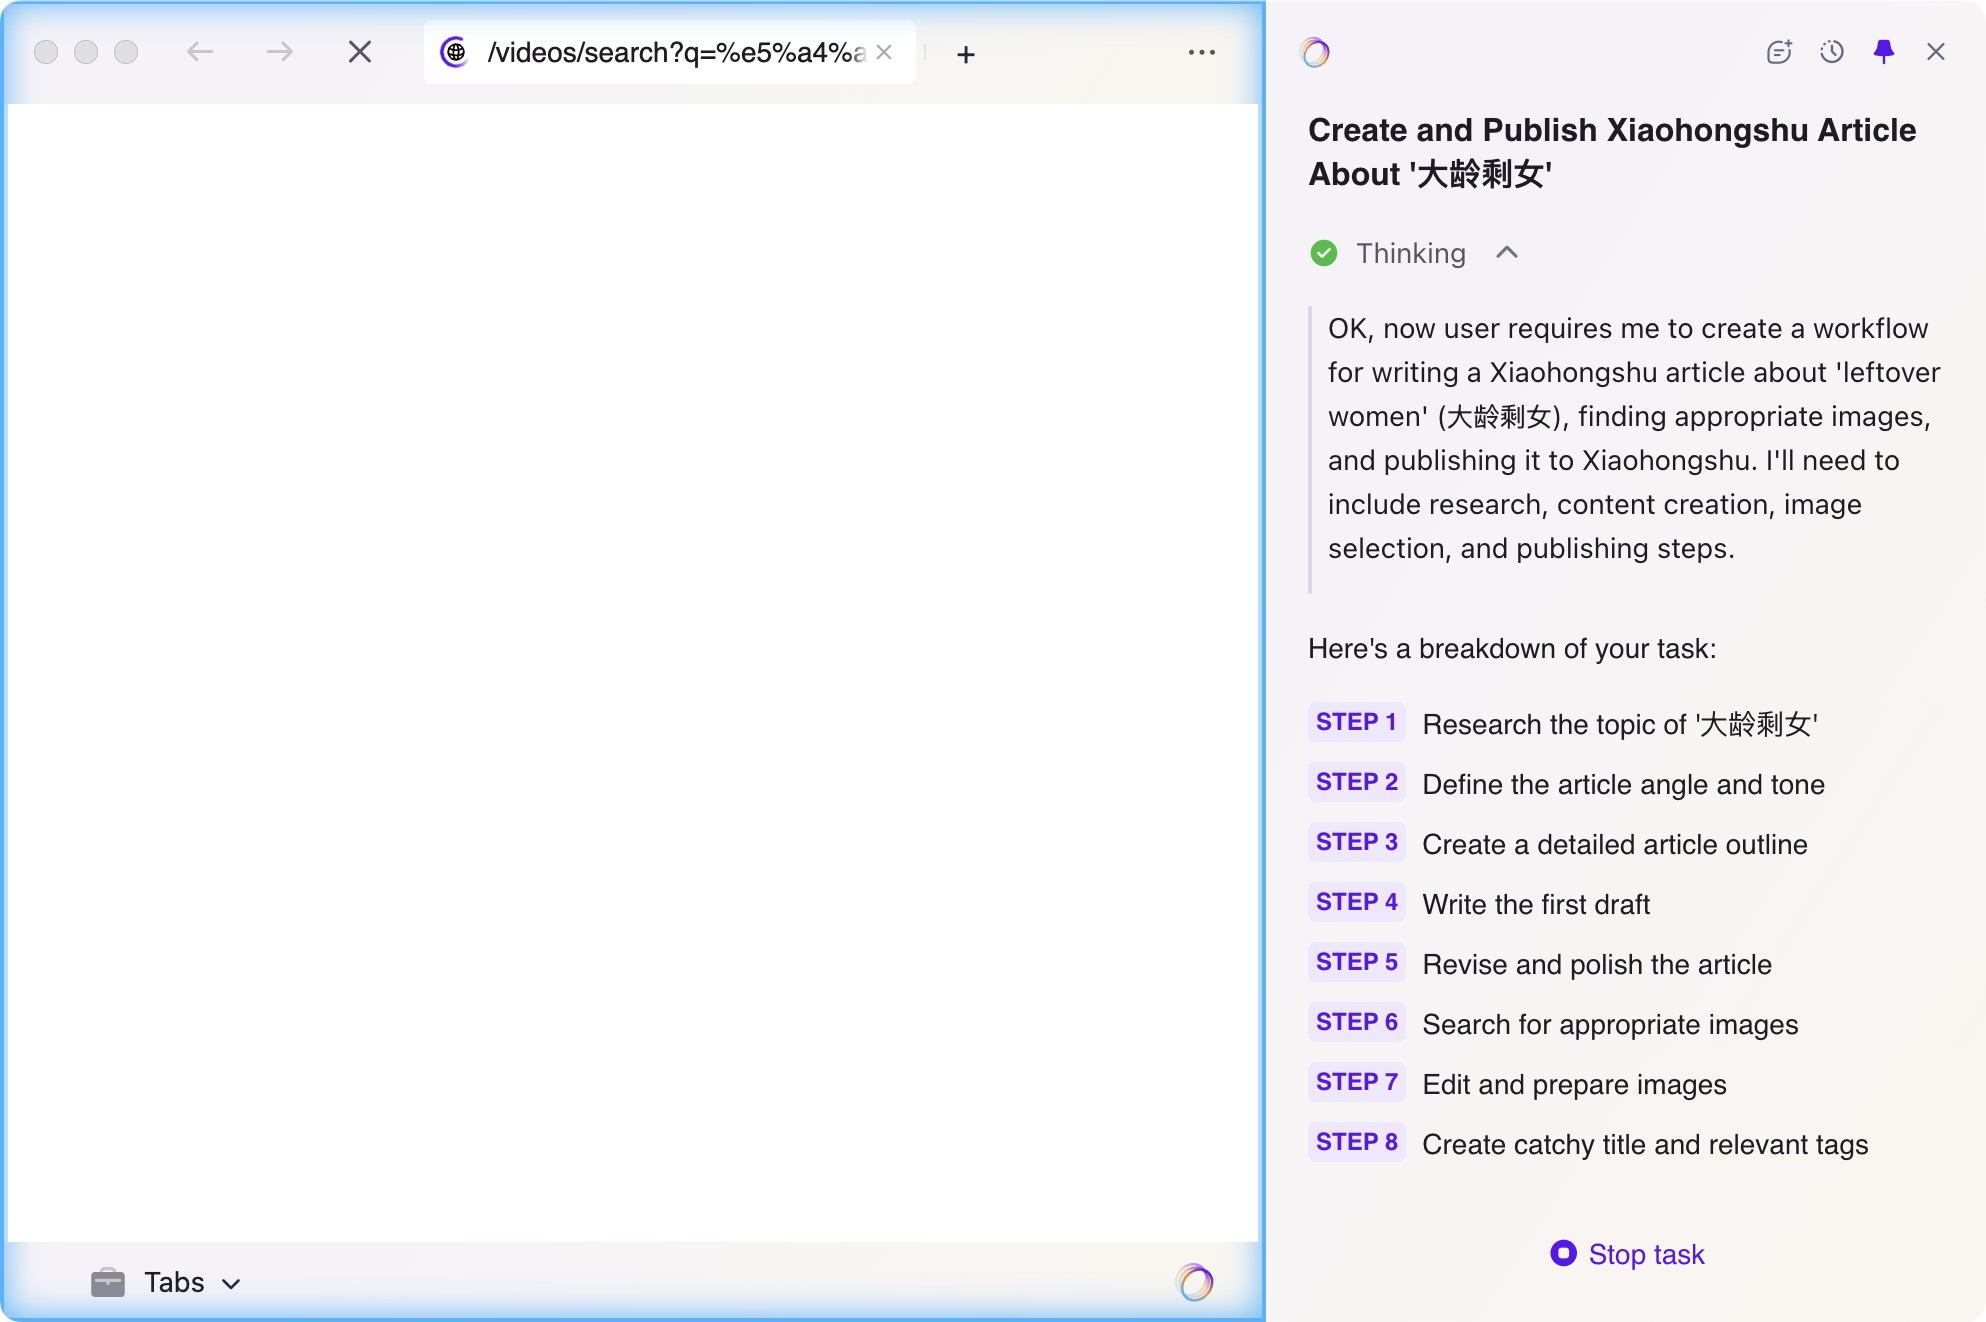 /videos/search?q=%e5%a4%a
Create and Publish Xiaohongshu Article
About '大龄剩女'
Thinking
OK, now user requires me to create a workflow
for writing a Xiaohongshu article about 'leftover
women' (大龄剩女), finding appropriate images,
and publishing it to Xiaohongshu. I'll need to
include research, content creation, image
selection, and publishing steps.
Here's a breakdown of your task:
STEP 1 Research the topic of '大龄剩女'
STEP 2 Define the article angle and tone
STEP 3 Create a detailed article outline
STEP 4 Write the first draft
STEP 5 Revise and polish the article
STEP 6 Search for appropriate images
STEP 7 Edit and prepare images
STEP 8 Create catchy title and relevant tags
Stop task
Tabs